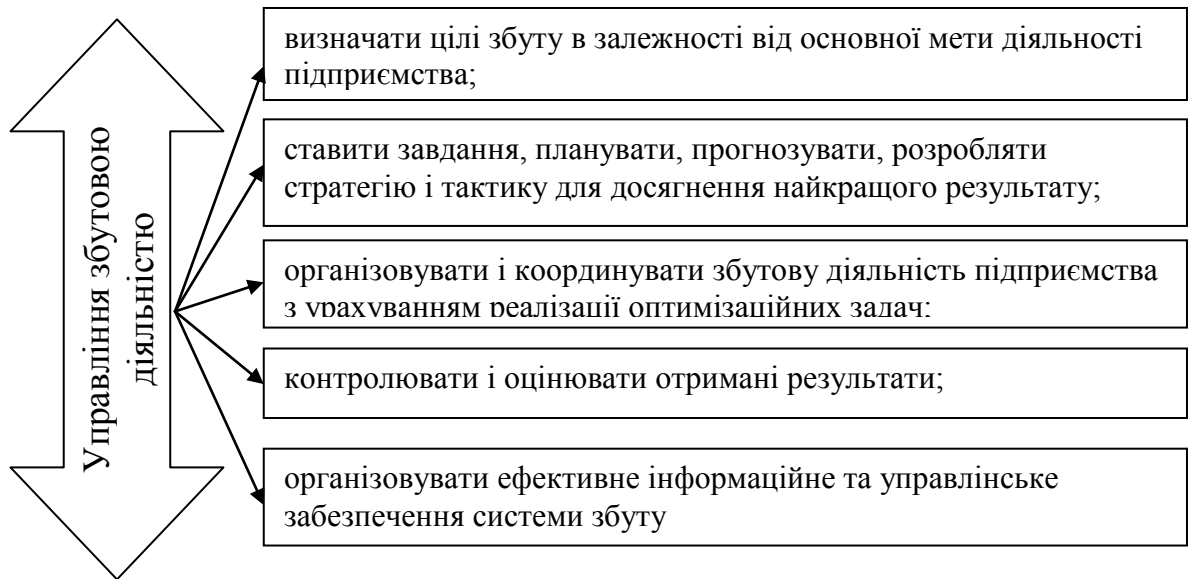 Управління збутовою
діяльністю
визначати цілі збуту в залежності від основної мети діяльності
підприємства;
ставити завдання, планувати, прогнозувати, розробляти
стратегію і тактику для досягнення найкращого результату;
організовувати і координувати збутову діяльність підприємства
з урахуванням реалізації оптимізаційних задач;
контролювати і оцінювати отримані результати;
організовувати ефективне інформаційне та управлінське
забезпечення системи збуту